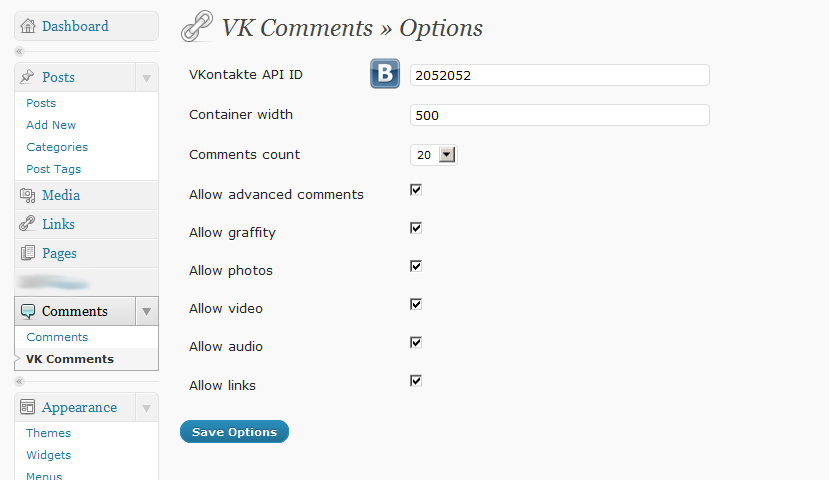 Dashboard
Posts
Posts
Add New
Categories
Post Tags
Media
Links
Pages
Comments
Comments
VK Comments
Appearance
Themes
Widgets
Menus
VK Comments » Options
VKontakte API ID
B
2052052
Container width
500
Comments count
20
Allow advanced comments
Allow graffity
Allow photos
Allow video
Allow audio
Allow links
Save Options